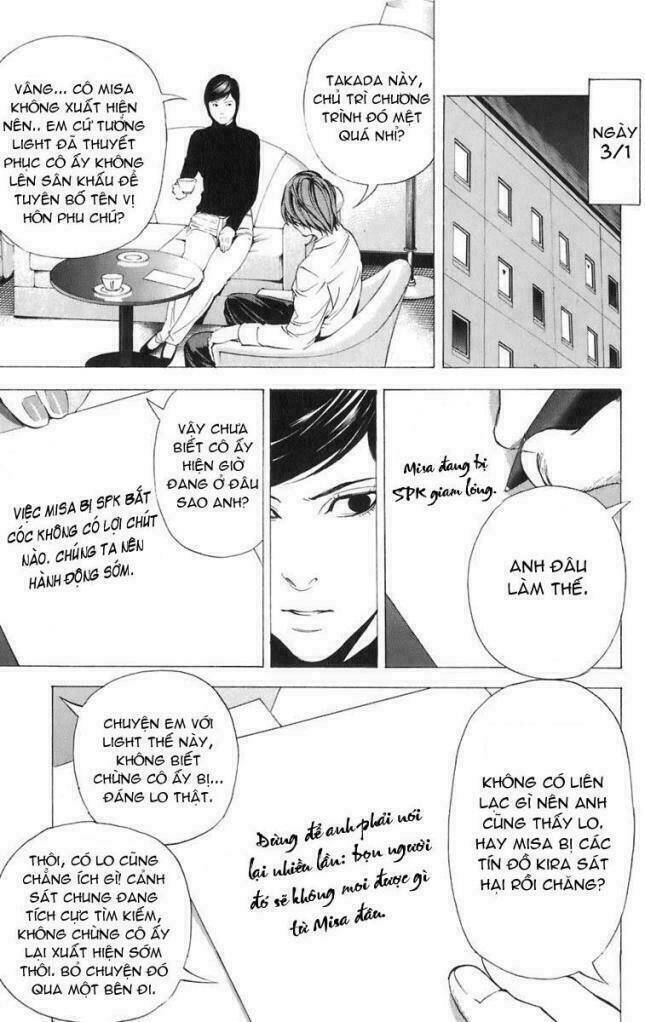 NGÀY
3/1
TAKADA NÀY,
CHỦ TRÌ CHƯƠNG
TRÌNH ĐÓ MỆT
QUÁ NHỈ?
VÂNG... CÔ MISA
KHÔNG XUẤT HIỆN
NÊN.. EM CỨ TƯỞNG
LIGHT ĐÃ THUYẾT
PHỤC CÔ ẤY KHÔNG
LÊN SÂN KHẤU ĐỂ
TUYÊN BỐ TÊN VỊ
HÔN PHU CHỨ?
Misa đang bị
SPK giam lỏng.
ANH ĐÂU
LÀM THẾ.
VẬY CHƯA
BIẾT CÔ ẤY
HIỆN GIỜ
ĐANG Ở ĐÂU
SAO ANH?
VIỆC MISA BỊ SPK BẮT
CÓC KHÔNG CÓ LỢI CHÚT
NÀO. CHÚNG TA NÊN
HÀNH ĐỘNG SỚM.
KHÔNG CÓ LIÊN
LẠC GÌ NÊN ANH
CŨNG THẤY LO.
HAY MISA BỊ CÁC
TÍN ĐỒ KIRA SÁT
HẠI RỒI CHĂNG?
Đừng để anh phải nói
lại nhiều lần: bọn người
đó sẽ không moi được gì
từ Misa đâu.
CHUYỆN EM VỚI
LIGHT THẾ NÀY,
KHÔNG BIẾT
CHỪNG CÔ ẤY BỊ...
ĐÁNG LO THẬT.
THÔI, CÓ LO CŨNG
CHẲNG ÍCH GÌ! CẢNH
SÁT CHUNG ĐANG
TÍCH CỰC TÌM KIẾM,
KHÔNG CHỪNG CÔ ẤY
LẠI XUẤT HIỆN SỚM
THÔI. BỎ CHUYỆN ĐÓ
QUA MỘT BÊN ĐI.